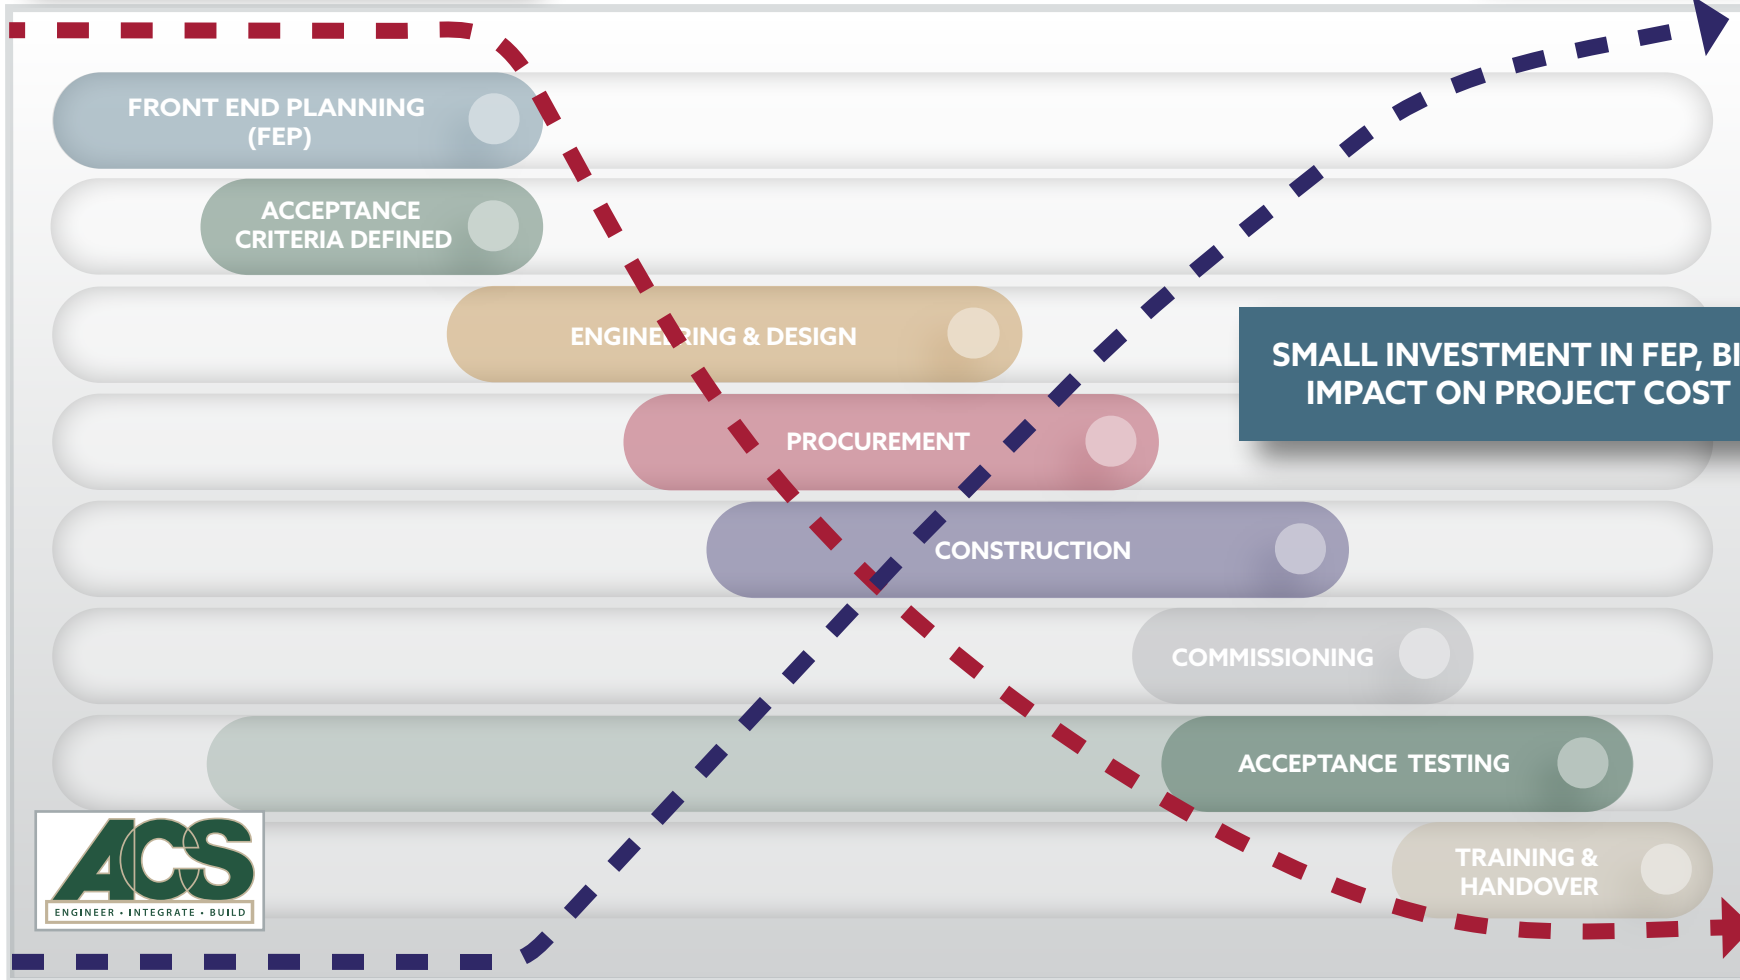 FRONT END PLANNING
(FEP)
ACCEPTANCE
CRITERIA DEFINED
ENGINEERING & DESIGN
SMALL INVESTMENT IN FEP, BI
IMPACT ON PROJECT COST
PROCUREMENT
CONSTRUCTION
COMMISSIONING
ACCEPTANCE TESTING
ACS
ENGINEER • INTEGRATE • BUILD
TRAINING &
HANDOVER